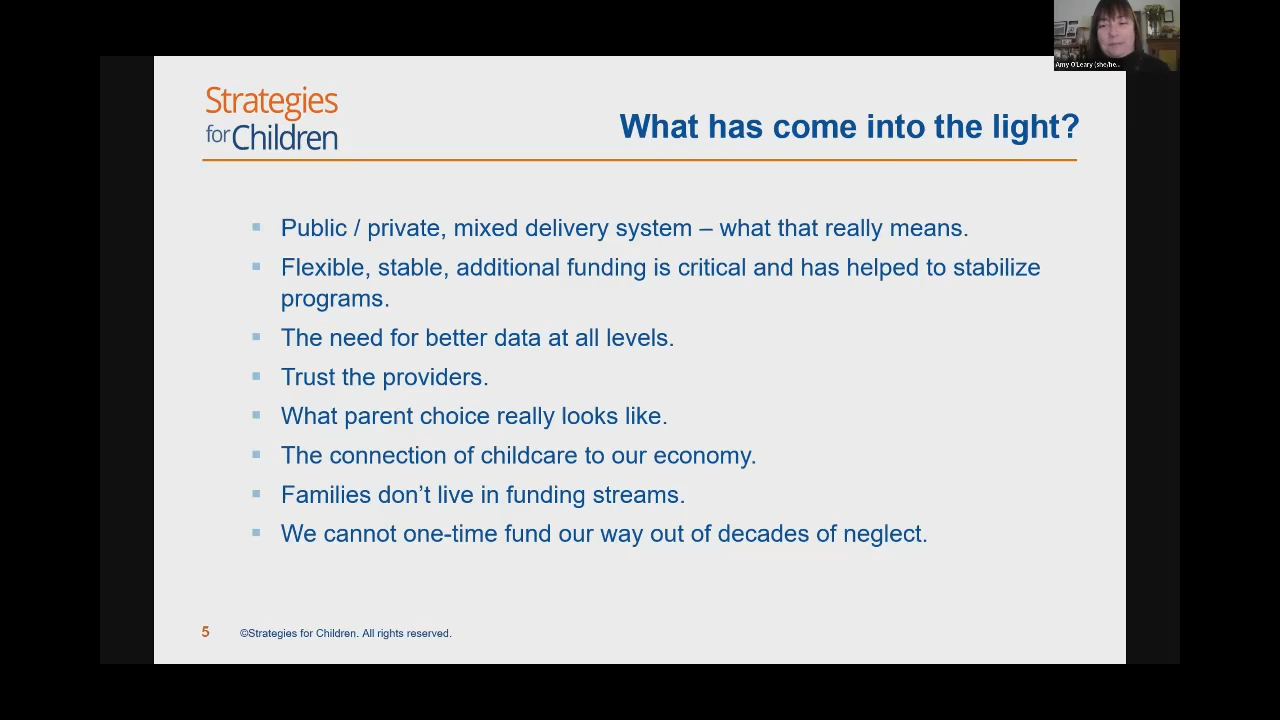 Amy O'Leary (she/he...
Strategies
for Children
What has come into the light?
▪ Public / private, mixed delivery system – what that really means.
▪ Flexible, stable, additional funding is critical and has helped to stabilize
programs.
▪ The need for better data at all levels.
▪ Trust the providers.
▪ What parent choice really looks like.
▪ The connection of childcare to our economy.
▪ Families don’t live in funding streams.
▪ We cannot one-time fund our way out of decades of neglect.
5 ©Strategies for Children. All rights reserved.